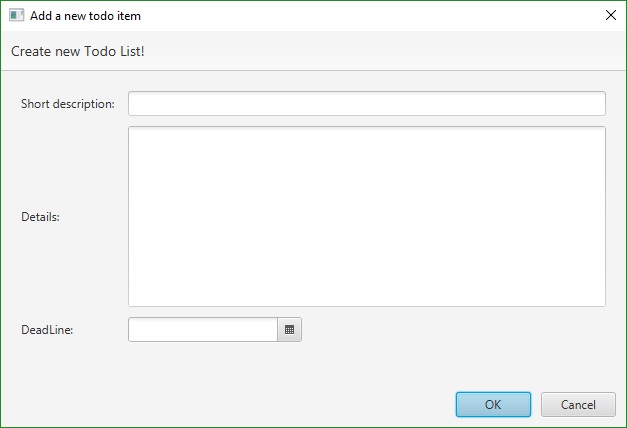 Add a new todo item
Create new Todo List!
Short description:
Details:
DeadLine:
OK
Cancel